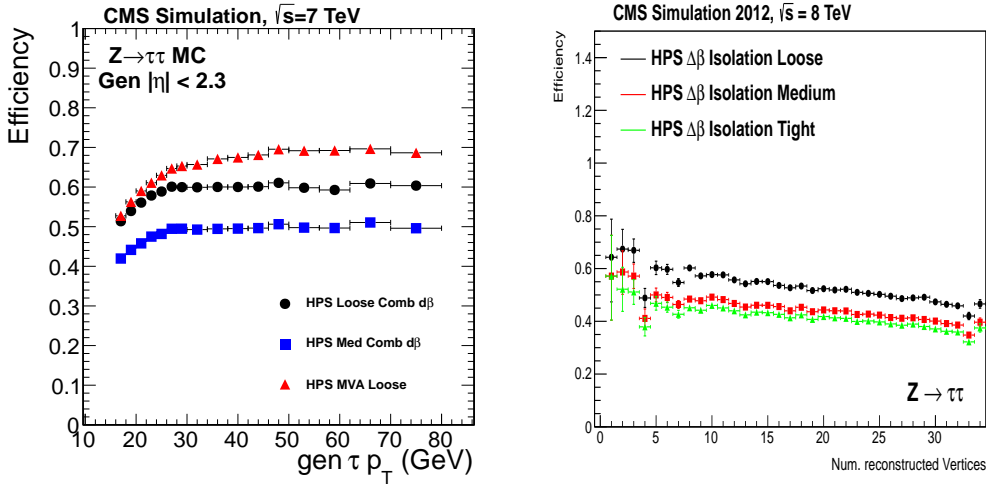 CMS Simulation, √s=7 TeV
Efficiency
1
0.9
0.8
0.7
0.6
0.5
0.4
0.3
0.2
0.1
0
Z→ττ MC
Gen |η| < 2.3
HPS Loose Comb dβ
HPS Med Comb dβ
HPS MVA Loose
10 20 30 40 50 60 70 80
gen τ p_T (GeV)
CMS Simulation 2012, √s = 8 TeV
Efficiency
1.4
1.2
1
0.8
0.6
0.4
0.2
0
HPS Δβ Isolation Loose
HPS Δβ Isolation Medium
HPS Δβ Isolation Tight
Z → ττ
0 5 10 15 20 25 30
Num. reconstructed Vertices